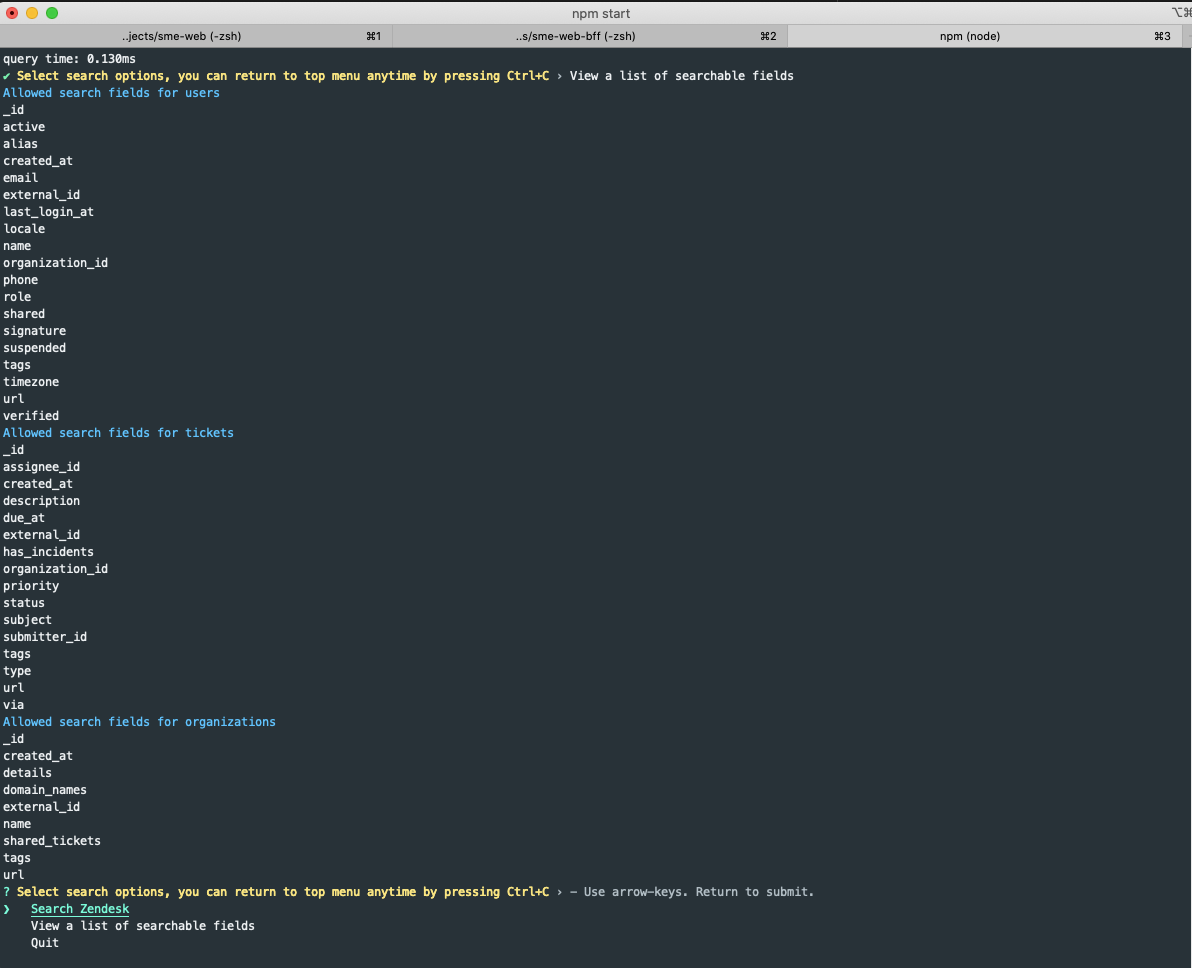 npm start
⌥⌘
..jects/sme-web (-zsh) ⌘1 ..s/sme-web-bff (-zsh) ⌘2 npm (node) ⌘3
query time: 0.130ms
✔ Select search options, you can return to top menu anytime by pressing Ctrl+C › View a list of searchable fields
Allowed search fields for users
_id
active
alias
created_at
email
external_id
last_login_at
locale
name
organization_id
phone
role
shared
signature
suspended
tags
timezone
url
verified
Allowed search fields for tickets
_id
assignee_id
created_at
description
due_at
external_id
has_incidents
organization_id
priority
status
subject
submitter_id
tags
type
url
via
Allowed search fields for organizations
_id
created_at
details
domain_names
external_id
name
shared_tickets
tags
url
? Select search options, you can return to top menu anytime by pressing Ctrl+C › – Use arrow-keys. Return to submit.
❯ Search Zendesk
View a list of searchable fields
Quit